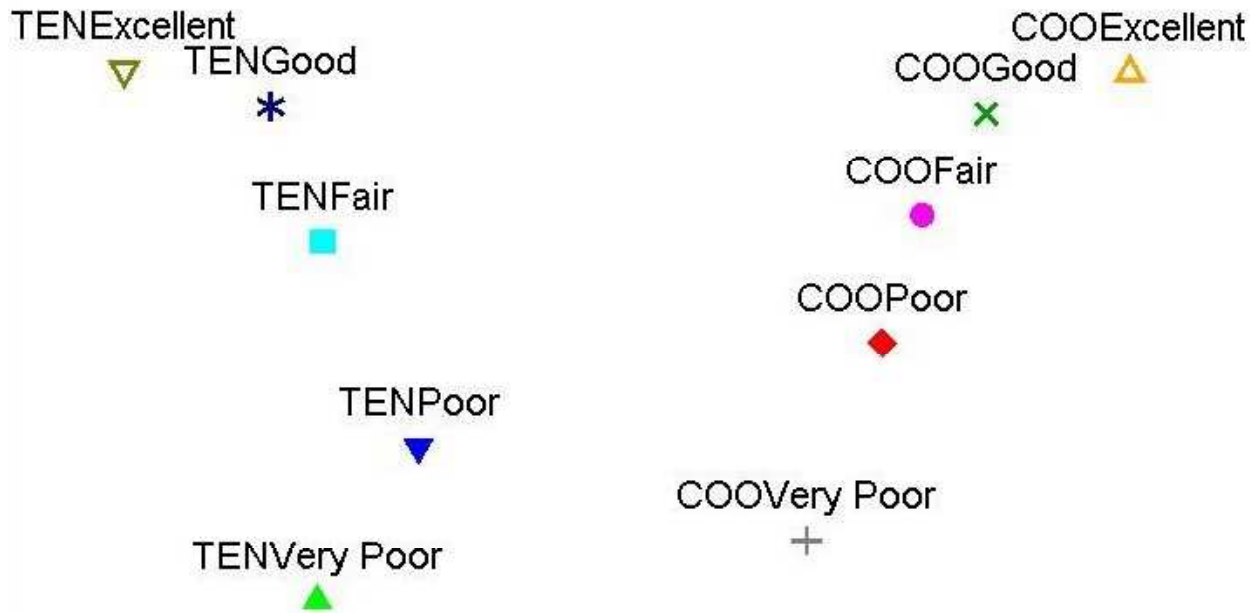 TENExcellent
TENGood
COOExcellent
COOGood
TENFair
COOFair
COOPoor
TENPoor
COOVery Poor
TENVery Poor